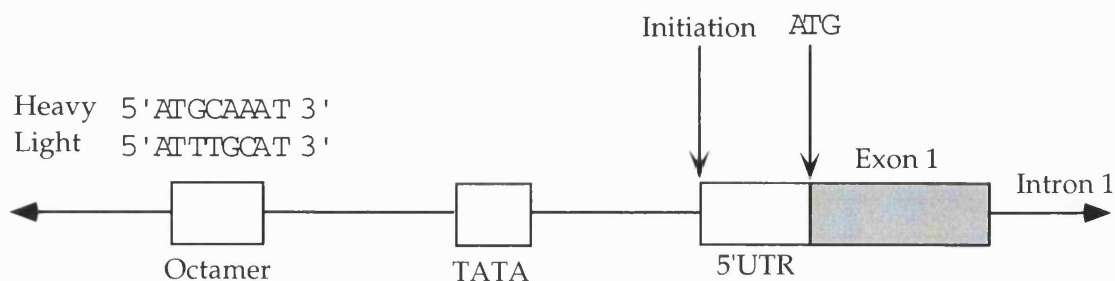 Initiation ATG
Heavy 5'ATGCAAAT 3'
Light 5'ATTTGCAT 3'
Exon 1
Intron 1
Octamer
TATA
5'UTR